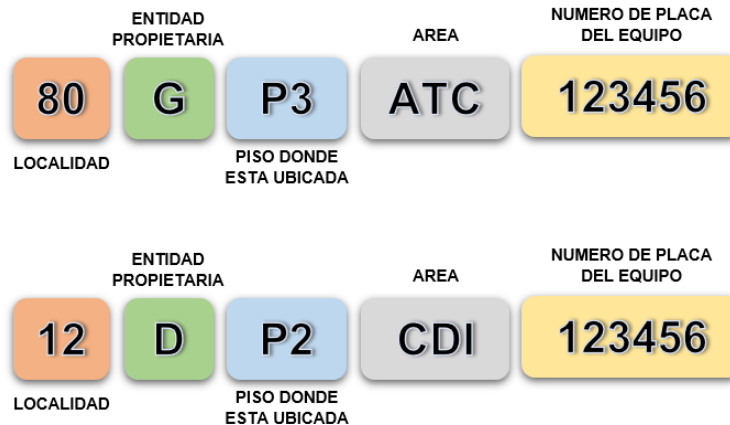 ENTIDAD
PROPIETARIA
AREA
NUMERO DE PLACA
DEL EQUIPO
80 G P3 ATC 123456
LOCALIDAD
PISO DONDE
ESTA UBICADA
ENTIDAD
PROPIETARIA
AREA
NUMERO DE PLACA
DEL EQUIPO
12 D P2 CDI 123456
LOCALIDAD
PISO DONDE
ESTA UBICADA